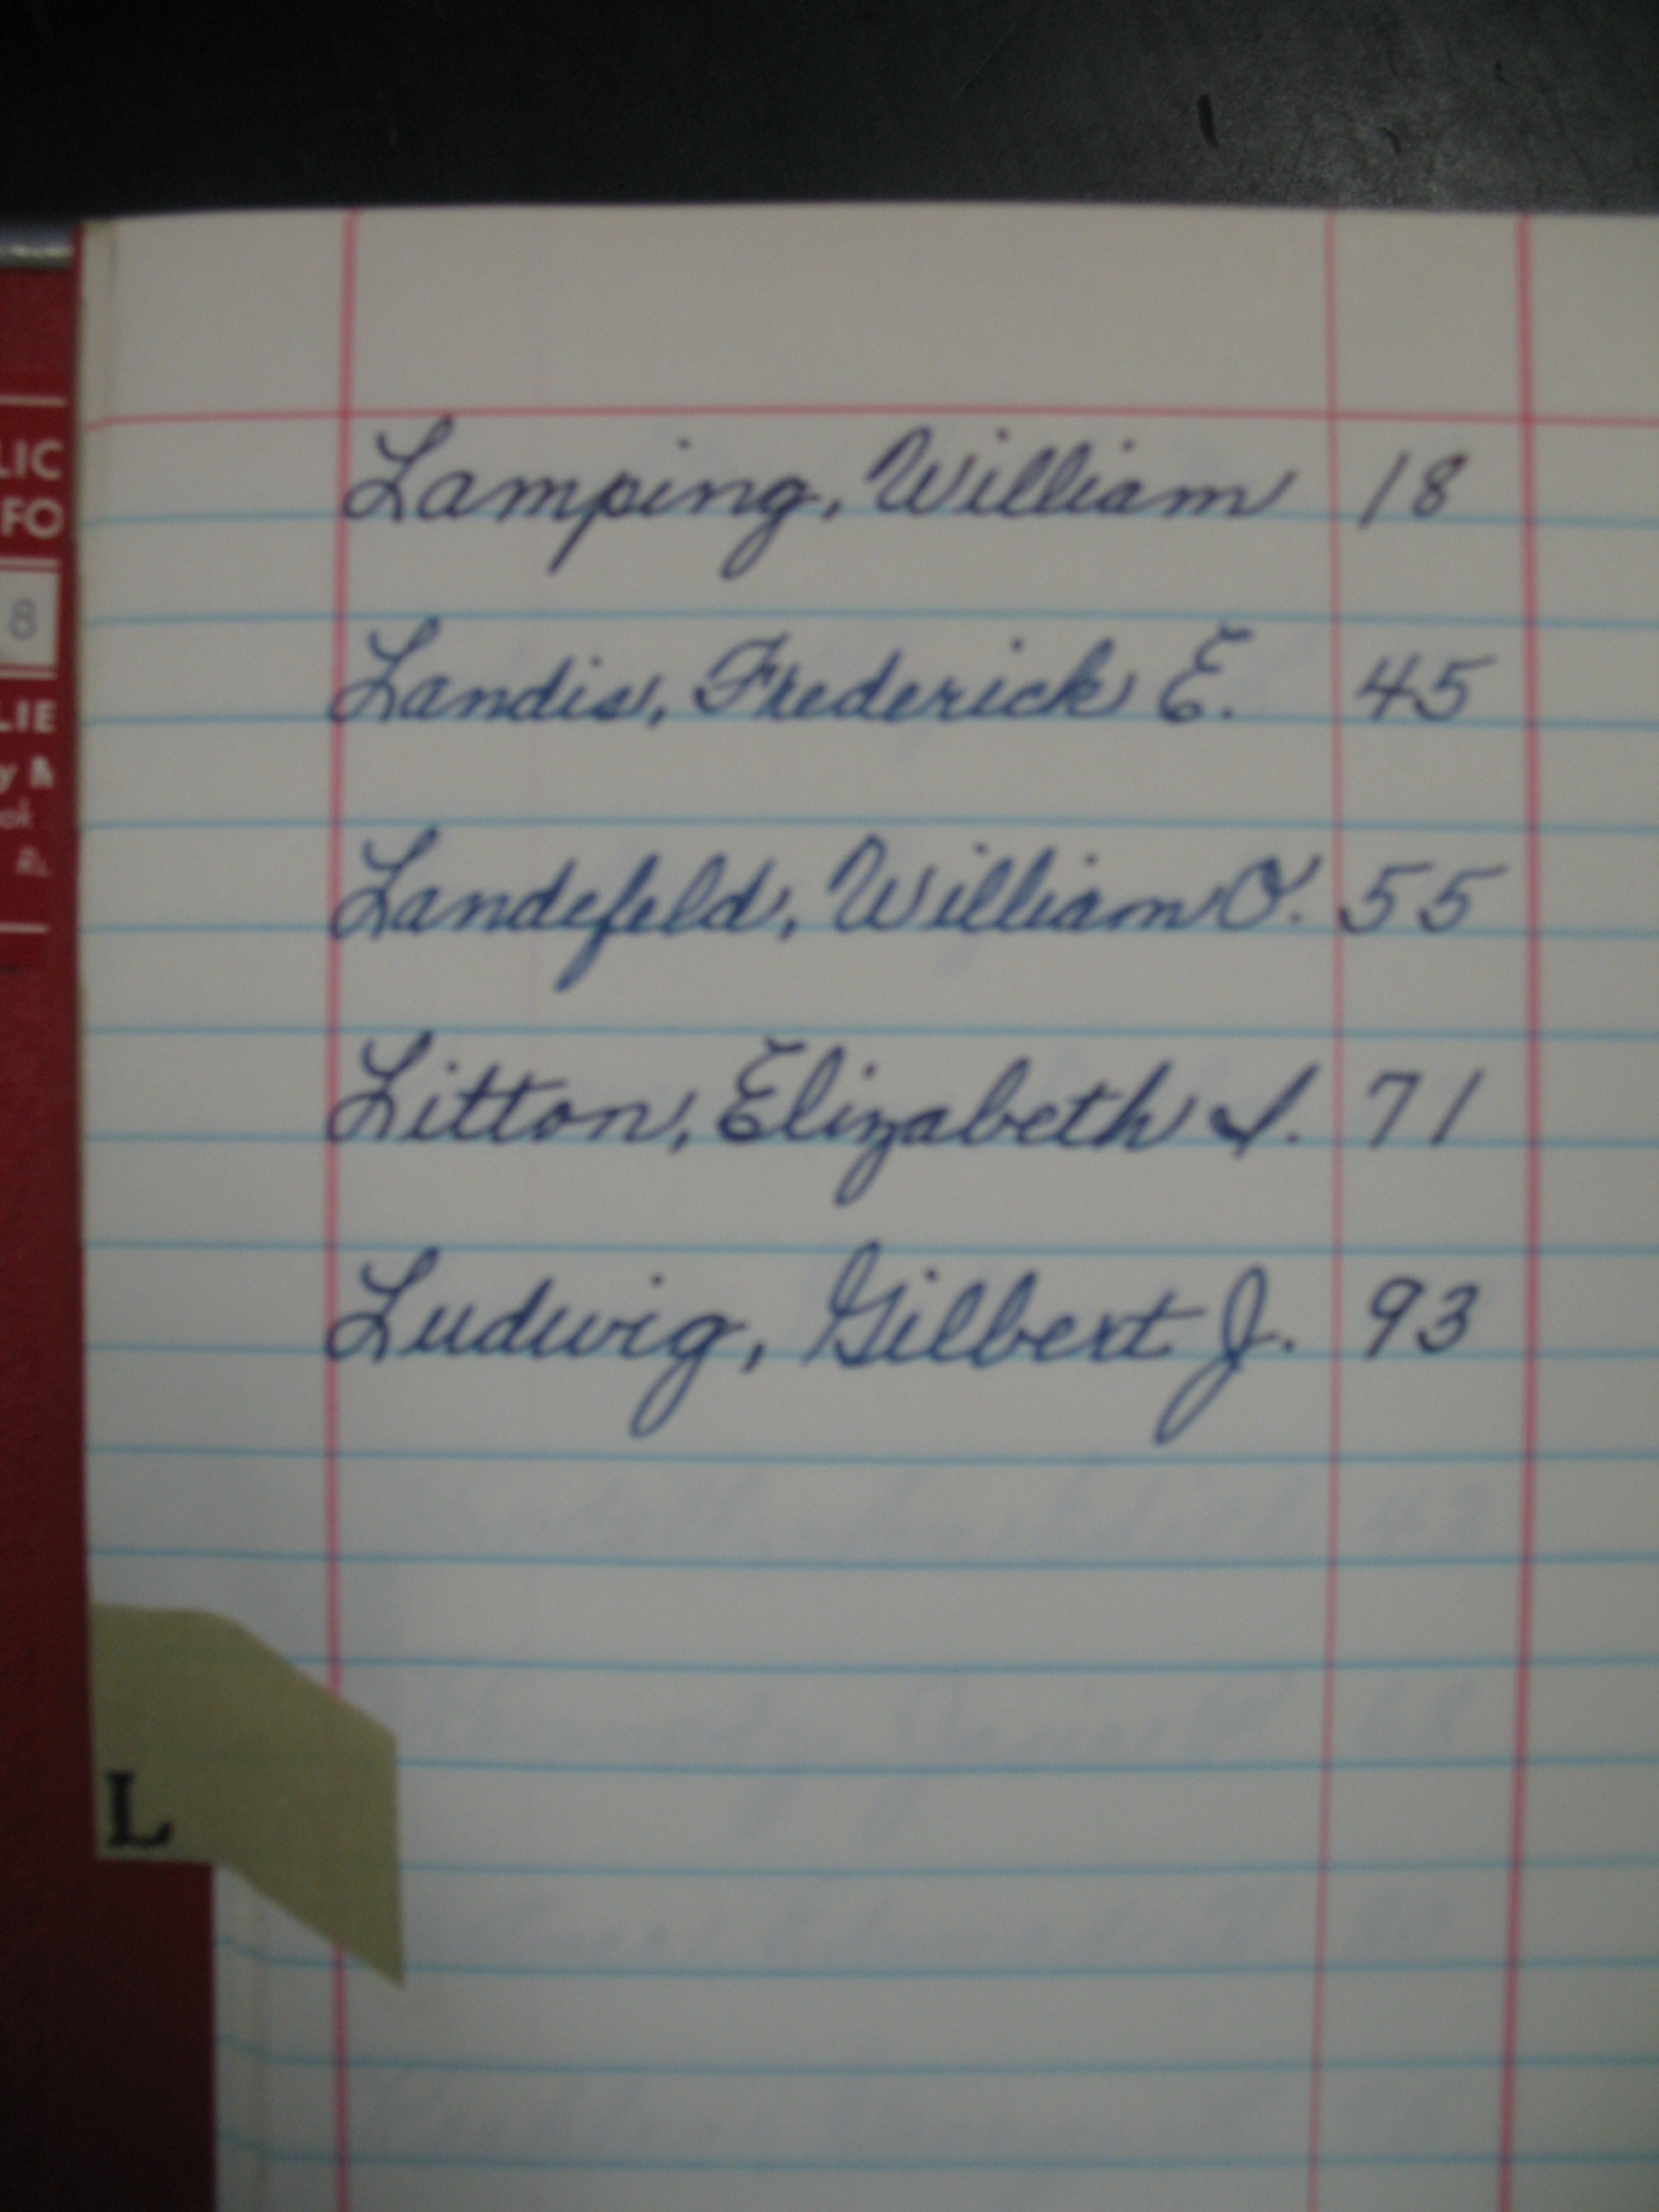 LIC
FO
8
LIE
y M
ok
Lamping, William 18
Landis, Frederick E. 45
Landefeld, William O. 55
Litton, Elizabeth I. 71
Ludwig, Gilbert J. 93
L